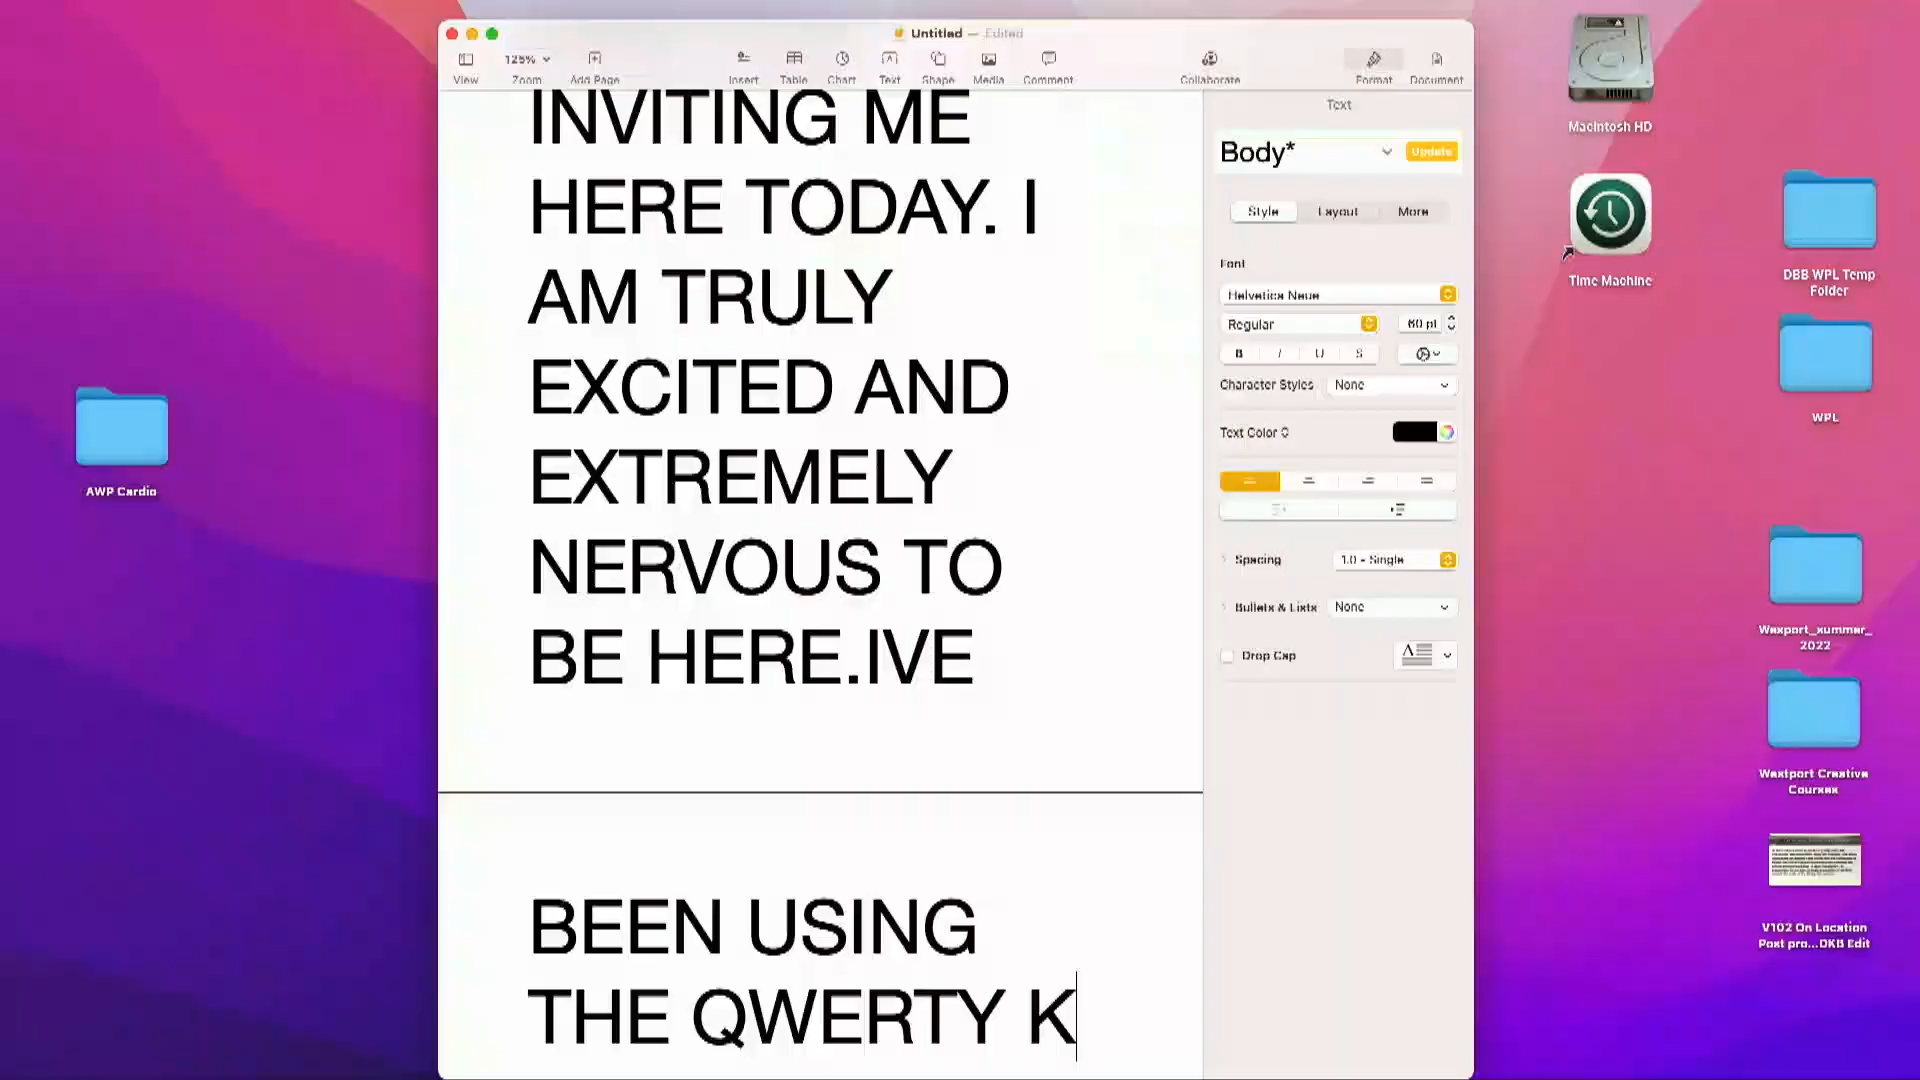 Untitled — Edited
125%
View
Zoom
Add Page
Insert
Table
Chart
Text
Shape
Media
Comment
Collaborate
Format
Document
INVITING ME
HERE TODAY. I
AM TRULY
EXCITED AND
EXTREMELY
NERVOUS TO
BE HERE.IVE
BEEN USING
THE QWERTY K
Text
Body*
Update
Style
Layout
More
Font
Helvetica Neue
Regular
60 pt
B I U S
Character Styles
None
Text Color
Spacing
1.0 - Single
Bullets & Lists
None
Drop Cap
AWP Cardio
Macintosh HD
Time Machine
DBB WPL Temp
Folder
WPL
2022
Westport Creative
Courses
V102 On Location
Post pro...DKB Edit